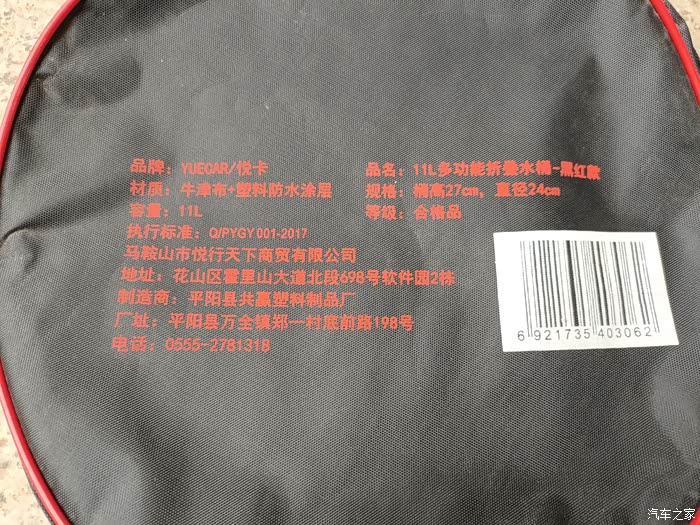 品牌：YUECAR/悦卡
品名：11L多功能折叠水桶-黑红款
材质：牛津布+塑料防水涂层
规格：桶高27cm，直径24cm
容量：11L
等级：合格品
执行标准：Q/PYGY 001-2017
马鞍山市悦行天下商贸有限公司
地址：花山区霍里山大道北段698号软件园2栋
制造商：平阳县共赢塑料制品厂
厂址：平阳县万全镇郑一村底前路198号
电话：0555-2781318
6 921735 403062
汽车之家